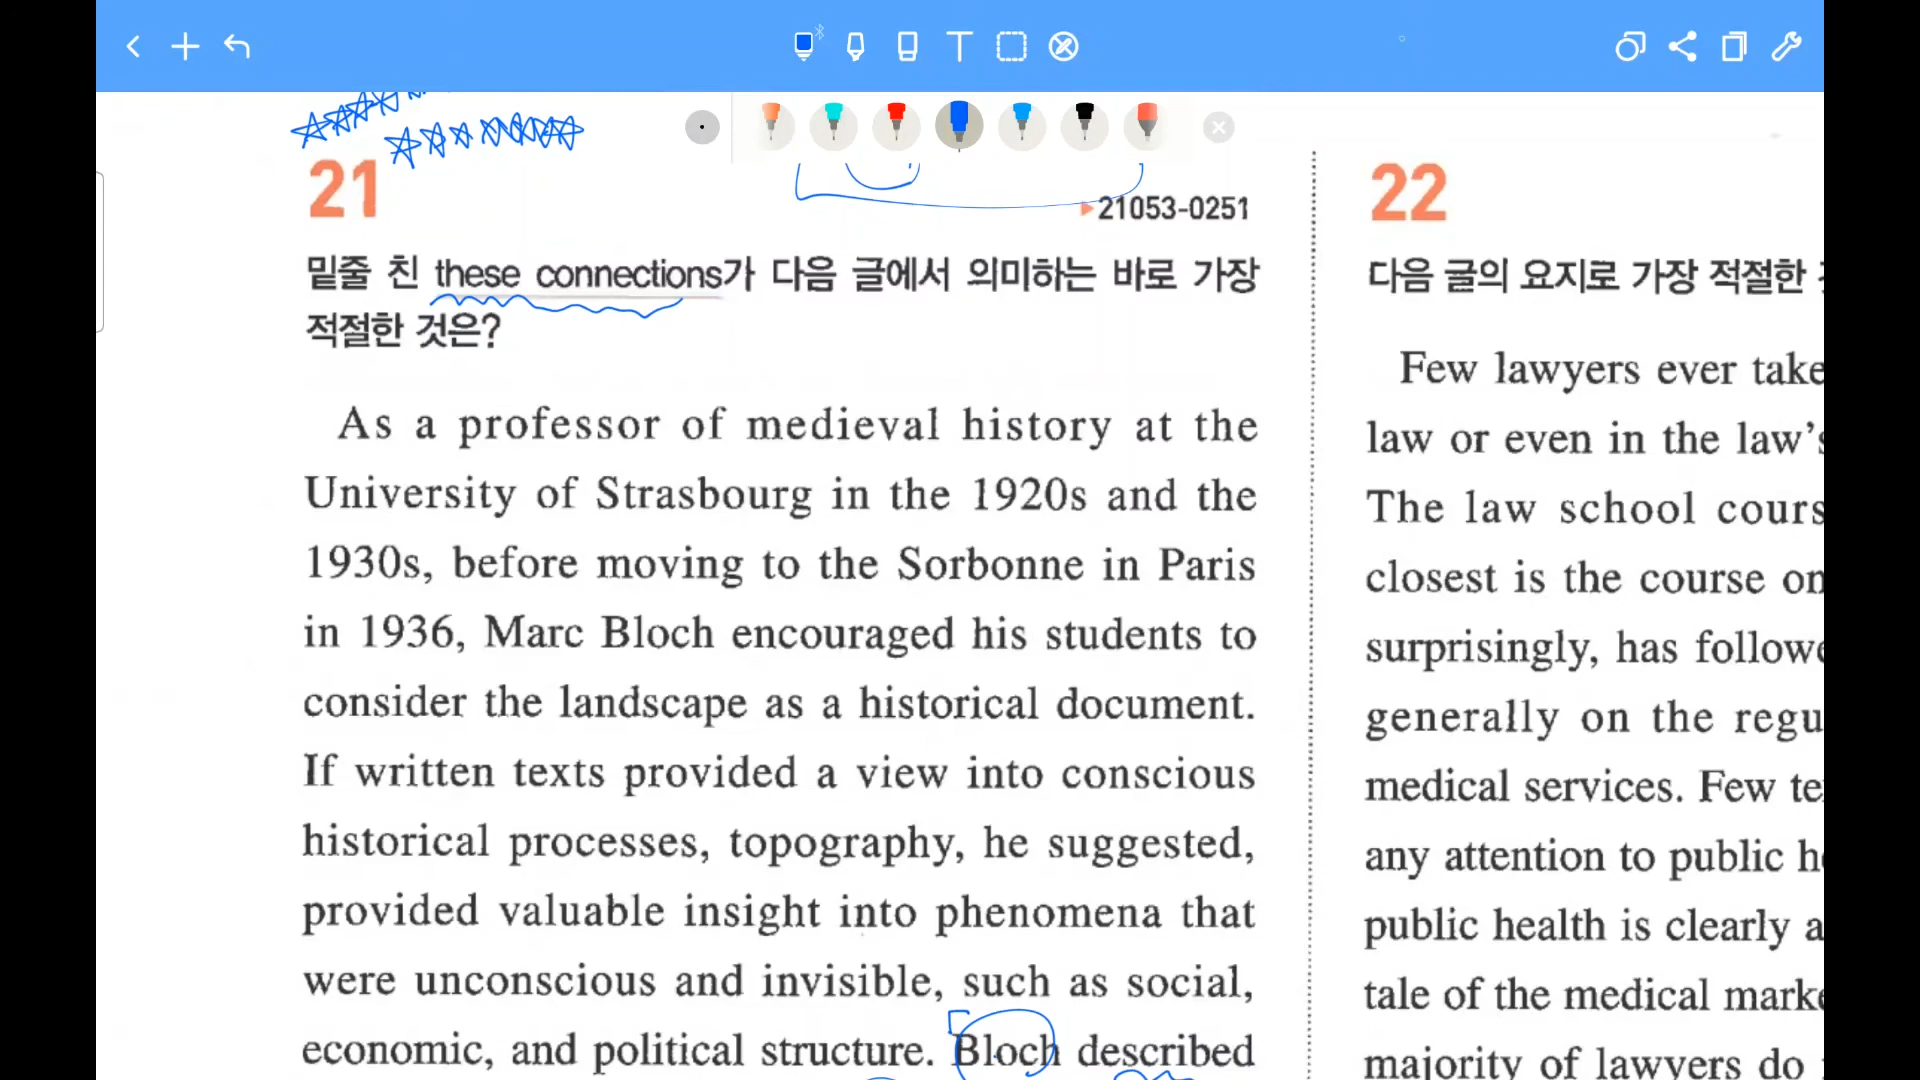 21
▶21053-0251
밑줄 친 these connections가 다음 글에서 의미하는 바로 가장
적절한 것은?
As a professor of medieval history at the
University of Strasbourg in the 1920s and the
1930s, before moving to the Sorbonne in Paris
in 1936, Marc Bloch encouraged his students to
consider the landscape as a historical document.
If written texts provided a view into conscious
historical processes, topography, he suggested,
provided valuable insight into phenomena that
were unconscious and invisible, such as social,
economic, and political structure. Bloch described
22
다음 글의 요지로 가장 적절한
Few lawyers ever take
law or even in the law's
The law school cours
closest is the course on
surprisingly, has followe
generally on the regu
medical services. Few te
any attention to public h
public health is clearly a
tale of the medical marke
majority of lawyers do